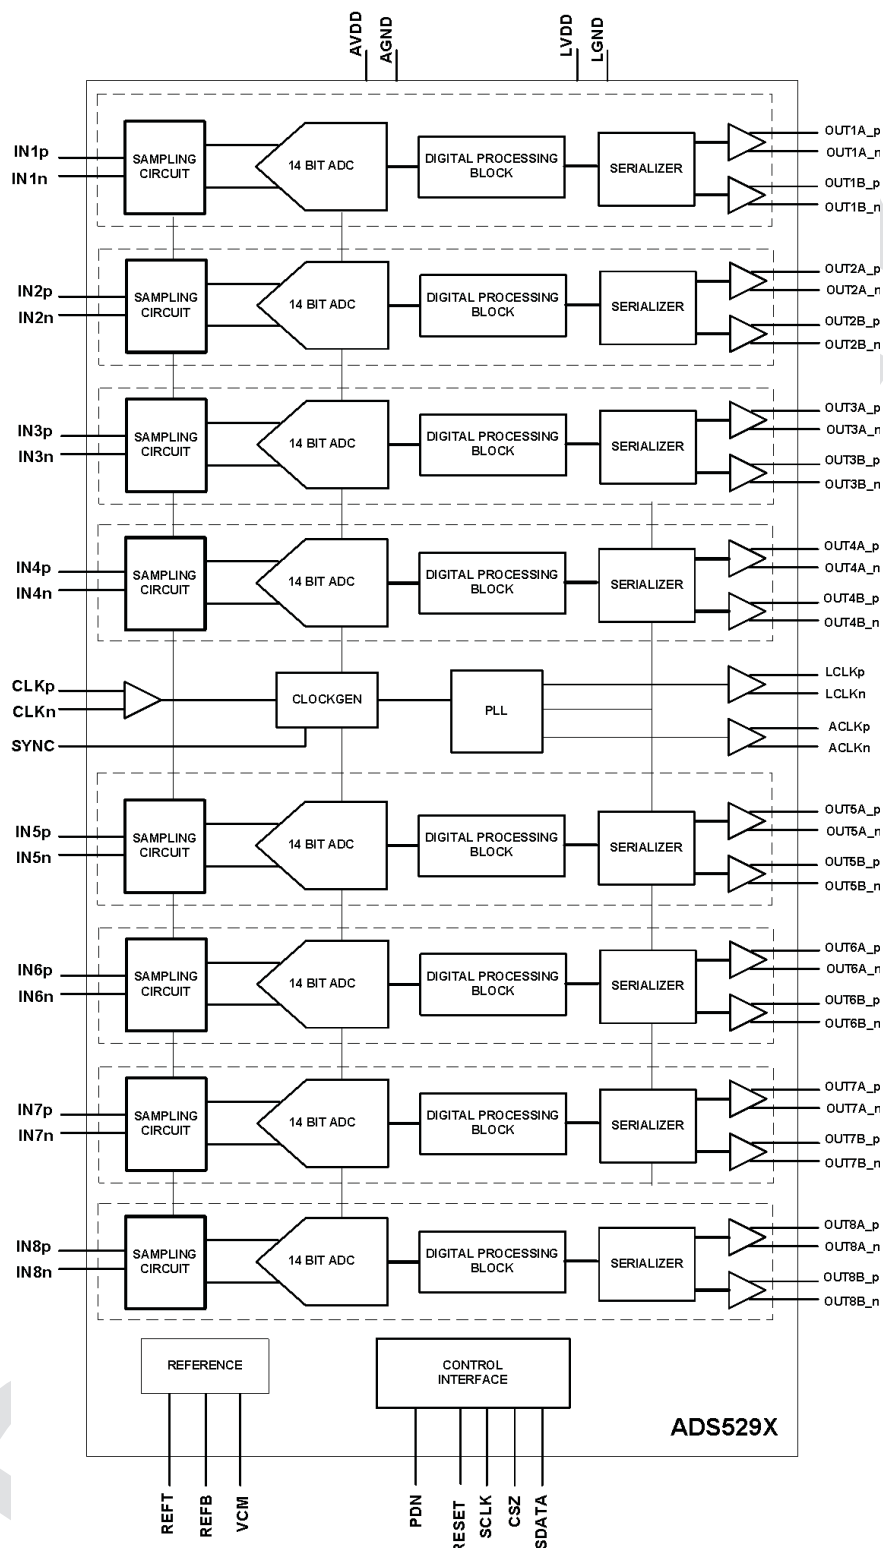 AVDD
AGND
LVDD
LGND
IN1p
IN1n
SAMPLING
CIRCUIT
14 BIT ADC
DIGITAL PROCESSING
BLOCK
SERIALIZER
OUT1A_p
OUT1A_n
OUT1B_p
OUT1B_n
IN2p
IN2n
SAMPLING
CIRCUIT
14 BIT ADC
DIGITAL PROCESSING
BLOCK
SERIALIZER
OUT2A_p
OUT2A_n
OUT2B_p
OUT2B_n
IN3p
IN3n
SAMPLING
CIRCUIT
14 BIT ADC
DIGITAL PROCESSING
BLOCK
SERIALIZER
OUT3A_p
OUT3A_n
OUT3B_p
OUT3B_n
IN4p
IN4n
SAMPLING
CIRCUIT
14 BIT ADC
DIGITAL PROCESSING
BLOCK
SERIALIZER
OUT4A_p
OUT4A_n
OUT4B_p
OUT4B_n
CLKp
CLKn
SYNC
CLOCKGEN
PLL
LCLKp
LCLKn
ACLKp
ACLKn
IN5p
IN5n
SAMPLING
CIRCUIT
14 BIT ADC
DIGITAL PROCESSING
BLOCK
SERIALIZER
OUT5A_p
OUT5A_n
OUT5B_p
OUT5B_n
IN6p
IN6n
SAMPLING
CIRCUIT
14 BIT ADC
DIGITAL PROCESSING
BLOCK
SERIALIZER
OUT6A_p
OUT6A_n
OUT6B_p
OUT6B_n
IN7p
IN7n
SAMPLING
CIRCUIT
14 BIT ADC
DIGITAL PROCESSING
BLOCK
SERIALIZER
OUT7A_p
OUT7A_n
OUT7B_p
OUT7B_n
IN8p
IN8n
SAMPLING
CIRCUIT
14 BIT ADC
DIGITAL PROCESSING
BLOCK
SERIALIZER
OUT8A_p
OUT8A_n
OUT8B_p
OUT8B_n
REFERENCE
CONTROL
INTERFACE
ADS529X
REFT
REFB
VCM
PDN
RESET
SCLK
CSZ
SDATA